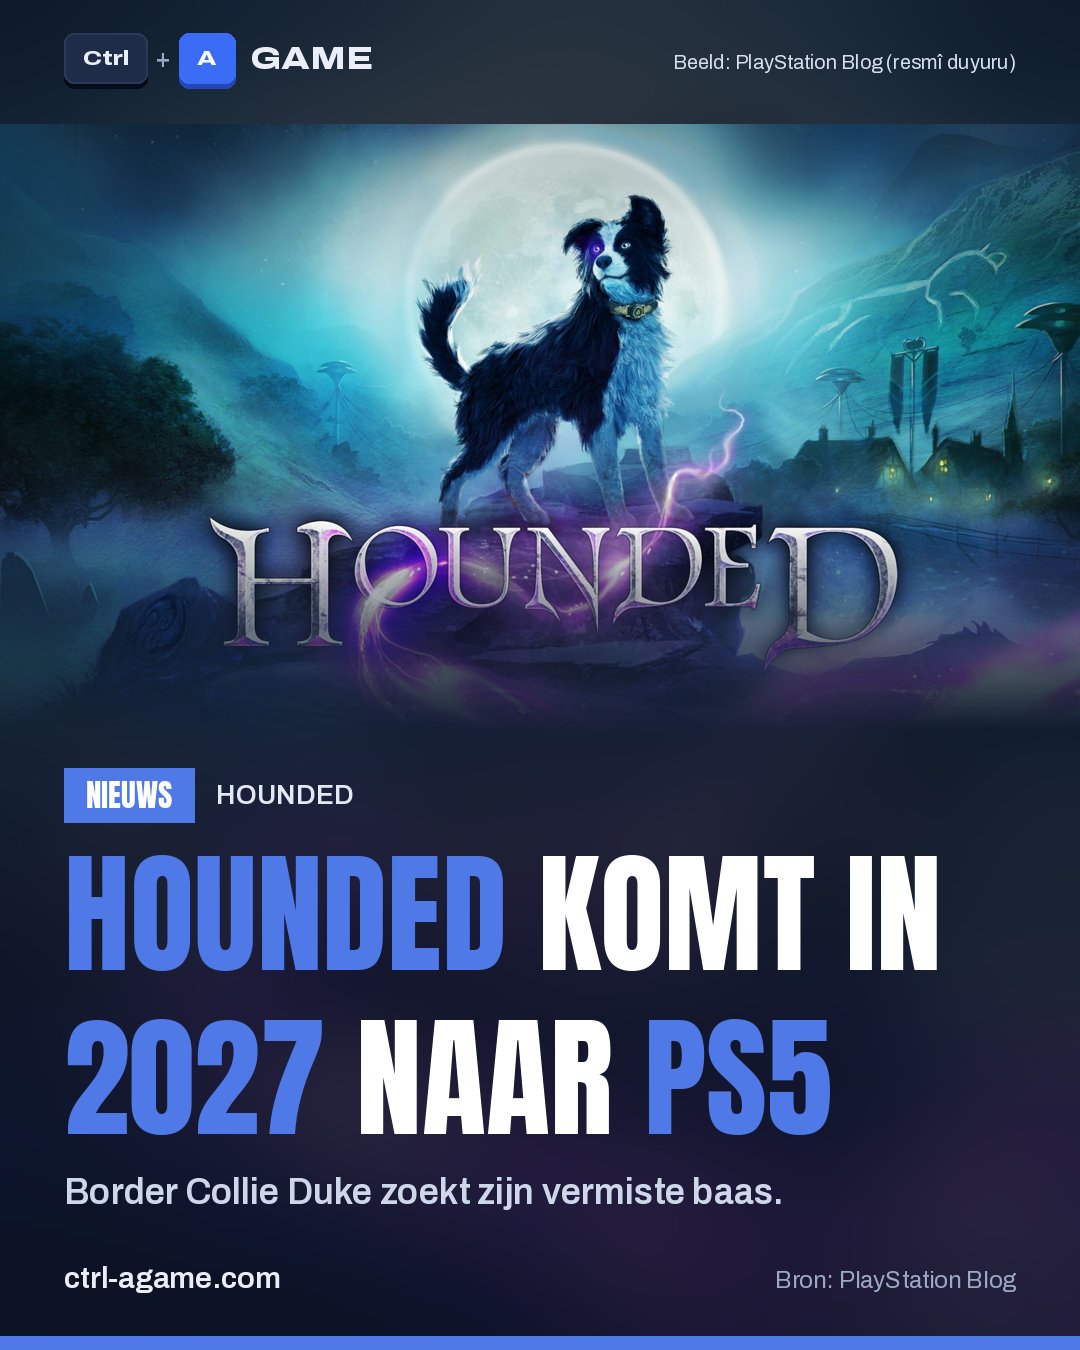 Ctrl + A GAME
Beeld: PlayStation Blog (resmî duyuru)
HOUNDED
NIEUWS HOUNDED
HOUNDED KOMT IN
2027 NAAR PS5
Border Collie Duke zoekt zijn vermiste baas.
ctrl-agame.com
Bron: PlayStation Blog